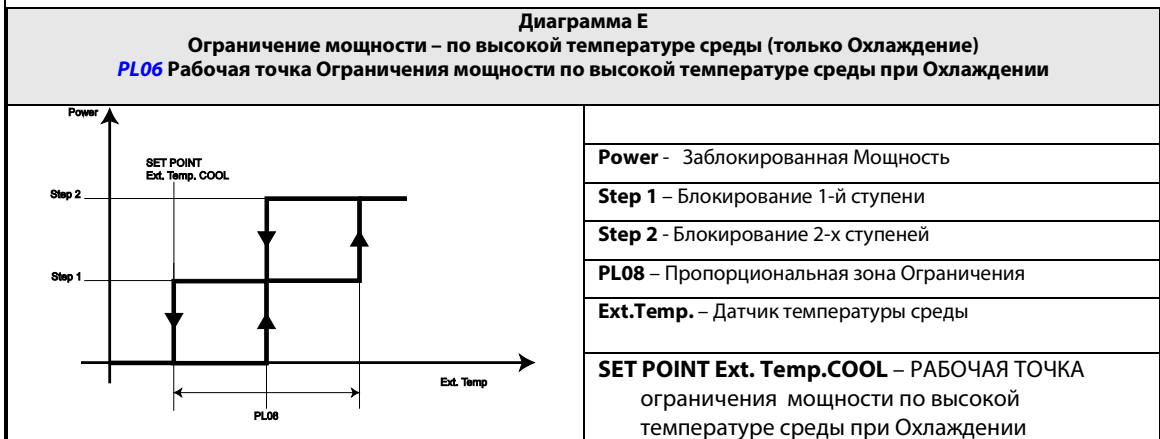 Диаграмма E
Ограничение мощности – по высокой температуре среды (только Охлаждение)
PL06 Рабочая точка Ограничения мощности по высокой температуре среды при Охлаждении
Power
SET POINT
Ext. Temp. COOL
Step 2
Step 1
Ext. Temp
PL08
Power - Заблокированная Мощность
Step 1 – Блокирование 1-й ступени
Step 2 - Блокирование 2-х ступеней
PL08 – Пропорциональная зона Ограничения
Ext.Temp. – Датчик температуры среды
SET POINT Ext. Temp.COOL – РАБОЧАЯ ТОЧКА
ограничения мощности по высокой
температуре среды при Охлаждении